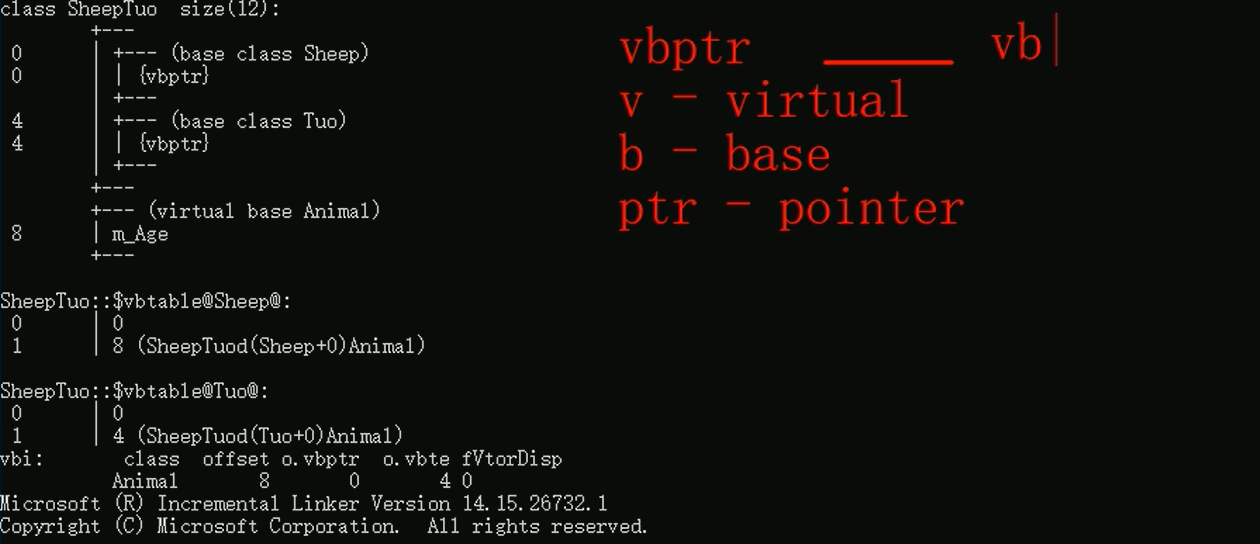 class SheepTuo  size(12):
        +---
 0      | +--- (base class Sheep)
 0      | | {vbptr}
        | +---
 4      | +--- (base class Tuo)
 4      | | {vbptr}
        | +---
        +---
        +--- (virtual base Animal)
 8      | m_Age
        +---
SheepTuo::$vbtable@Sheep@:
 0      | 0
 1      | 8 (SheepTuod(Sheep+0)Animal)
SheepTuo::$vbtable@Tuo@:
 0      | 0
 1      | 4 (SheepTuod(Tuo+0)Animal)
vbi:       class  offset o.vbptr  o.vbte fVtorDisp
          Animal       8       0       4 0
Microsoft (R) Incremental Linker Version 14.15.26732.1
Copyright (C) Microsoft Corporation.  All rights reserved.
vbptr vb
v - virtual
b - base
ptr - pointer